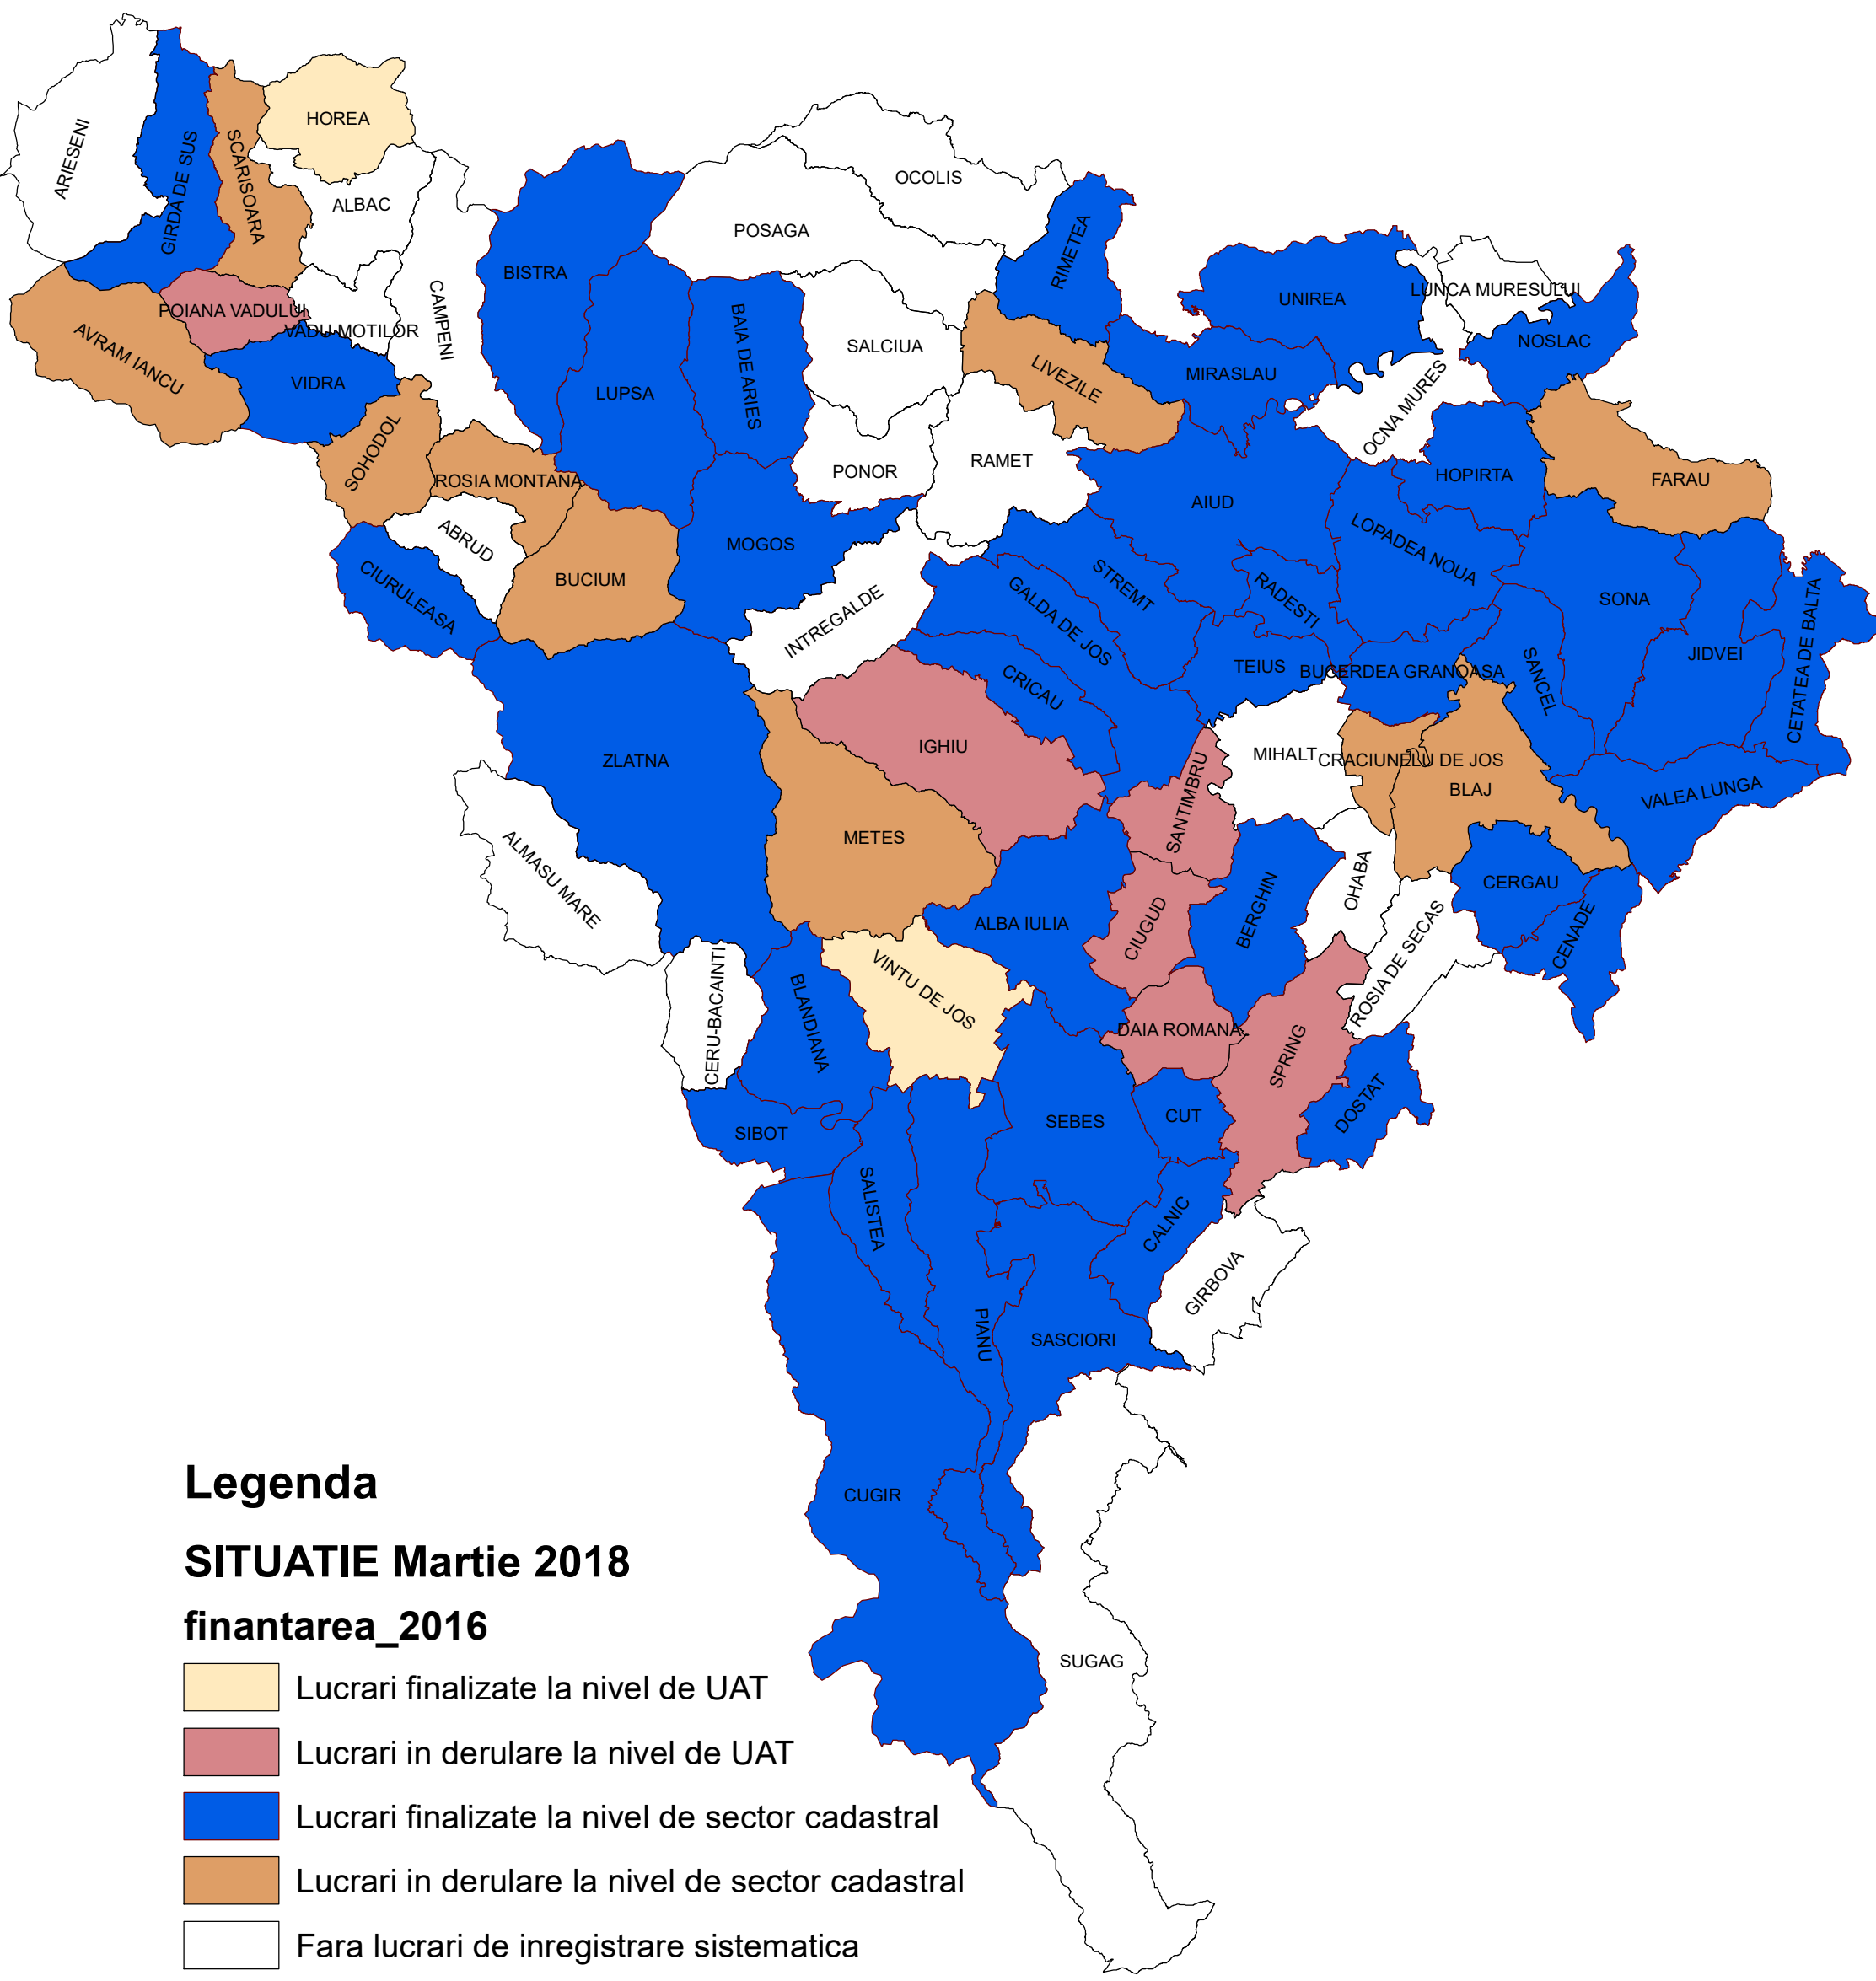 HOREA
ARIESENI
GIRDA DE SUS
SCARISOARA
ALBAC
OCOLIS
POSAGA
RIMETEA
BISTRA
CAMPENI
UNIREA
LUNCA MURESULUI
POIANA VADULUI
VADU MOTILOR
NOSLAC
AVRAM IANCU
VIDRA
LUPSA
BAIA DE ARIES
SALCIUA
LIVEZILE
MIRASLAU
OCNA MURES
SOHODOL
ROSIA MONTANA
PONOR
RAMET
HOPIRTA
FARAU
AIUD
ABRUD
MOGOS
LOPADEA NOUA
BUCIUM
CIURULEASA
INTREGALDE
GALDA DE JOS
STREMT
RADESTI
SONA
JIDVEI
CETATEA DE BALTA
TEIUS
BUCERDEA GRANOASA
SANCEL
CRICAU
IGHIU
ZLATNA
MIHALT
CRACIUNELU DE JOS
BLAJ
VALEA LUNGA
SANTIMBRU
METES
ALMASU MARE
OHABA
CERGAU
ALBA IULIA
CIUGUD
BERGHIN
CENADE
ROSIA DE SECAS
VINTU DE JOS
CERU-BACAINTI
BLANDIANA
DAIA ROMANA
SPRING
DOSTAT
SIBOT
SEBES
CUT
SALISTEA
CALNIC
GIRBOVA
PIANU
SASCIORI
CUGIR
SUGAG
Legenda
SITUATIE Martie 2018
finantarea_2016
Lucrari finalizate la nivel de UAT
Lucrari in derulare la nivel de UAT
Lucrari finalizate la nivel de sector cadastral
Lucrari in derulare la nivel de sector cadastral
Fara lucrari de inregistrare sistematica